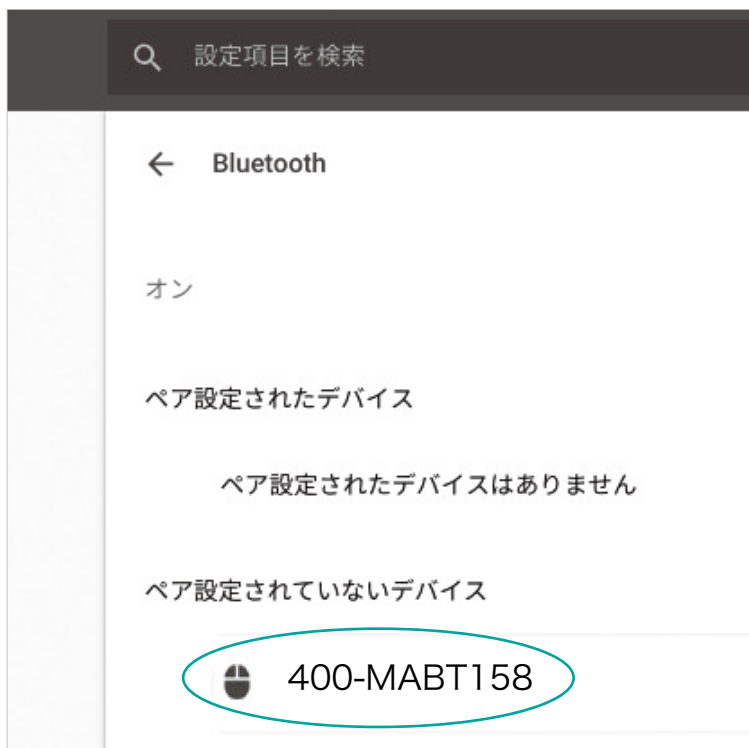 設定項目を検索
Bluetooth
オン
ペア設定されたデバイス
ペア設定されたデバイスはありません
ペア設定されていないデバイス
400-MABT158